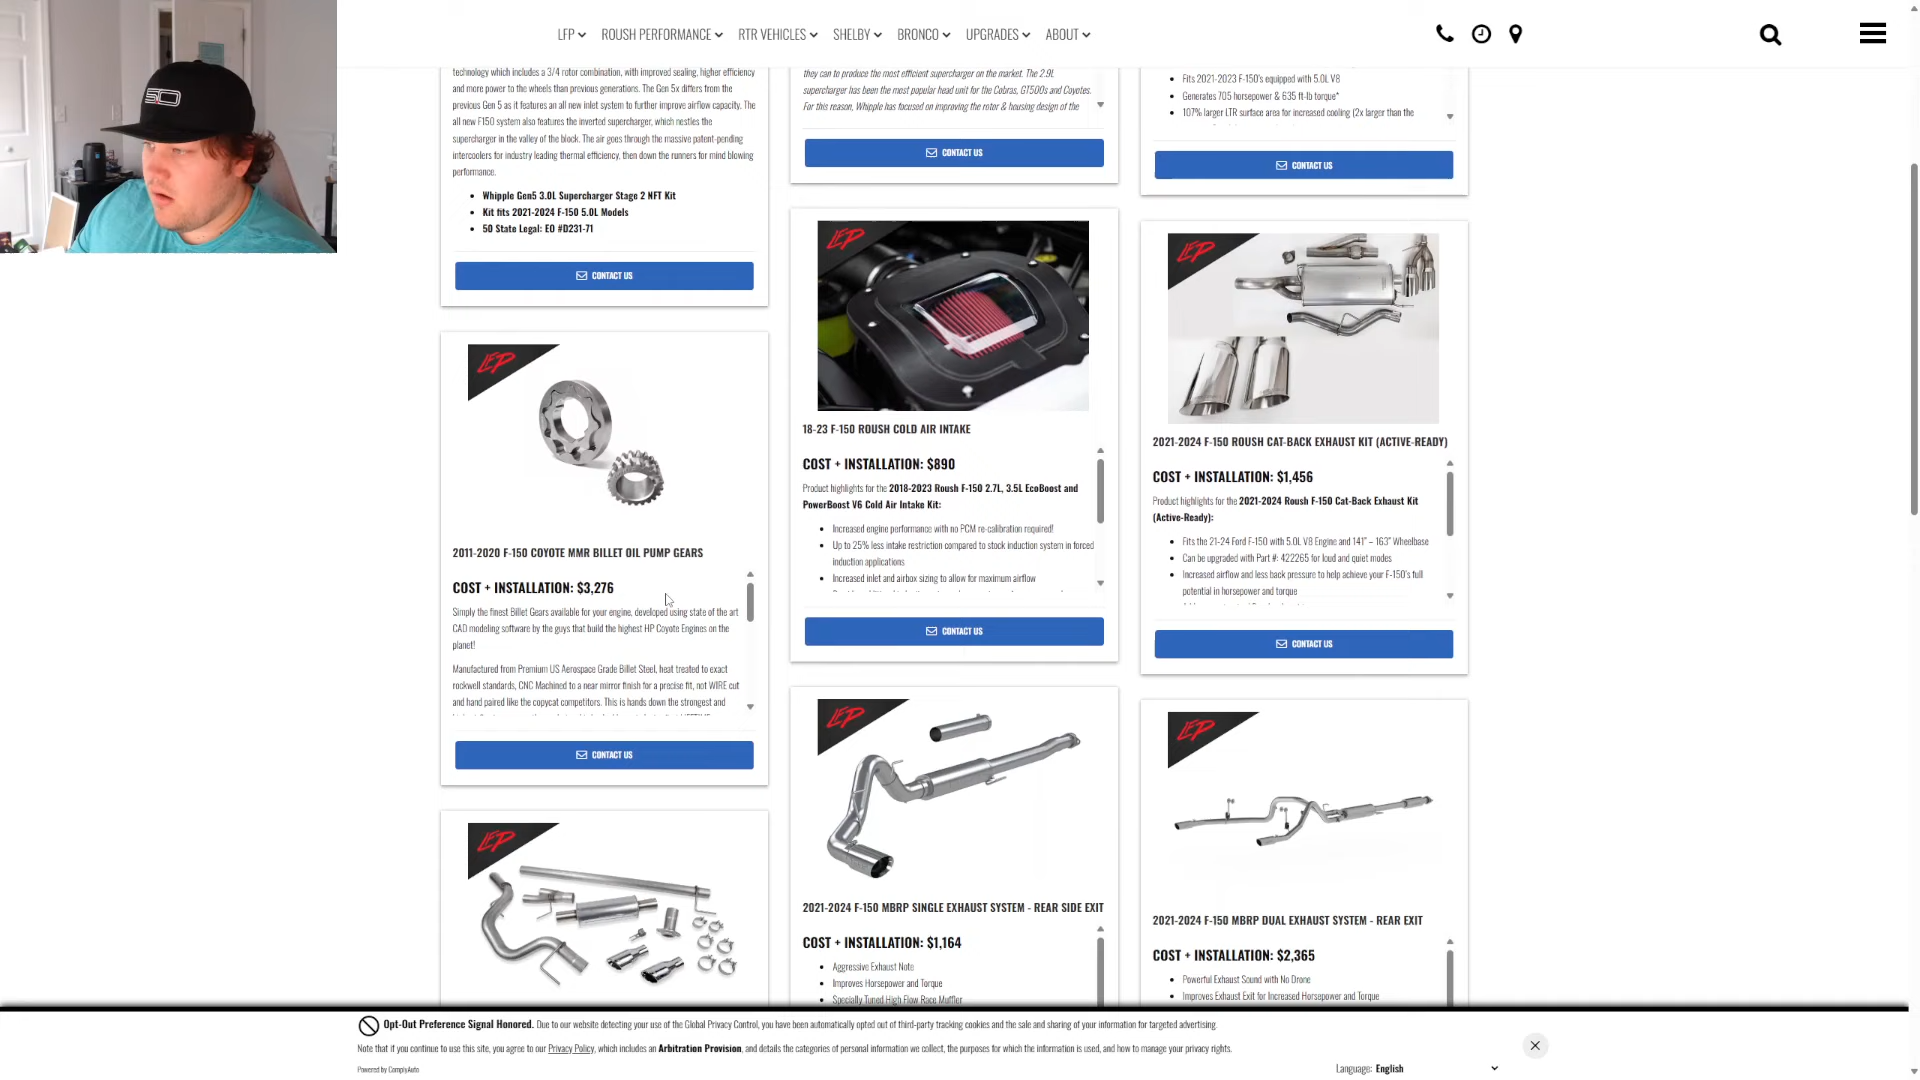 5.0
LFP
ROUSH PERFORMANCE
RTR VEHICLES
SHELBY
BRONCO
UPGRADES
ABOUT
technology which includes a 3/4 rotor combination, with improved sealing, higher efficiency
and more power to the wheels than previous generations. The Gen 5x differs from the
previous Gen 5 as it features an all new inlet system to further improve airflow capacity. The
all new F150 system also features the inverted supercharger, which nestles the
supercharger in the valley of the block. The air goes through the massive patent-pending
intercoolers for industry leading thermal efficiency, then down the runners for mind blowing
performance.
Whipple Gen5 3.0L Supercharger Stage 2 NFT Kit
Kit fits 2021-2024 F-150 5.0L Models
50 State Legal: EO #D231-71
CONTACT US
LFP
2011-2020 F-150 COYOTE MMR BILLET OIL PUMP GEARS
COST + INSTALLATION: $3,276
Simply the finest Billet Gears available for your engine, developed using state of the art
CAD modeling software by the guys that build the highest HP Coyote Engines on the
planet!
Manufactured from Premium US Aerospace Grade Billet Steel, heat treated to exact
rockwell standards, CNC Machined to a near mirror finish for a precise fit, not WIRE cut
and hand paired like the copycat competitors. This is hands down the strongest and
CONTACT US
LFP
they can to produce the most efficient supercharger on the market. The 2.9L
supercharger has been the most popular head unit for the Cobras, GT500s and Coyotes.
For this reason, Whipple has focused on improving the rotor & housing design of the
CONTACT US
LFP
18-23 F-150 ROUSH COLD AIR INTAKE
COST + INSTALLATION: $890
Product highlights for the 2018-2023 Roush F-150 2.7L, 3.5L EcoBoost and
PowerBoost V6 Cold Air Intake Kit:
Increased engine performance with no PCM re-calibration required!
Up to 25% less intake restriction compared to stock induction system in forced
induction applications
Increased inlet and airbox sizing to allow for maximum airflow
CONTACT US
LFP
2021-2024 F-150 MBRP SINGLE EXHAUST SYSTEM - REAR SIDE EXIT
COST + INSTALLATION: $1,164
Aggressive Exhaust Note
Improves Horsepower and Torque
Specially Tuned High Flow Race Muffler
Fits 2021-2023 F-150's equipped with 5.0L V8
Generates 705 horsepower & 635 ft-lb torque*
107% larger LTR surface area for increased cooling (2x larger than the
CONTACT US
LFP
2021-2024 F-150 ROUSH CAT-BACK EXHAUST KIT (ACTIVE-READY)
COST + INSTALLATION: $1,456
Product highlights for the 2021-2024 Roush F-150 Cat-Back Exhaust Kit
(Active-Ready):
Fits the 21-24 Ford F-150 with 5.0L V8 Engine and 141" – 163" Wheelbase
Can be upgraded with Part #: 422265 for loud and quiet modes
Increased airflow and less back pressure to help achieve your F-150's full
potential in horsepower and torque
CONTACT US
LFP
2021-2024 F-150 MBRP DUAL EXHAUST SYSTEM - REAR EXIT
COST + INSTALLATION: $2,365
Powerful Exhaust Sound with No Drone
Improves Exhaust Exit for Increased Horsepower and Torque
Opt-Out Preference Signal Honored. Due to our website detecting your use of the Global Privacy Control, you have been automatically opted out of third-party tracking cookies and the sale and sharing of your information for targeted advertising.
Note that if you continue to use this site, you agree to our Privacy Policy, which includes an Arbitration Provision, and details the categories of personal information we collect, the purposes for which the information is used, and how to manage your privacy rights.
Powered by ComplyAuto
Language: English